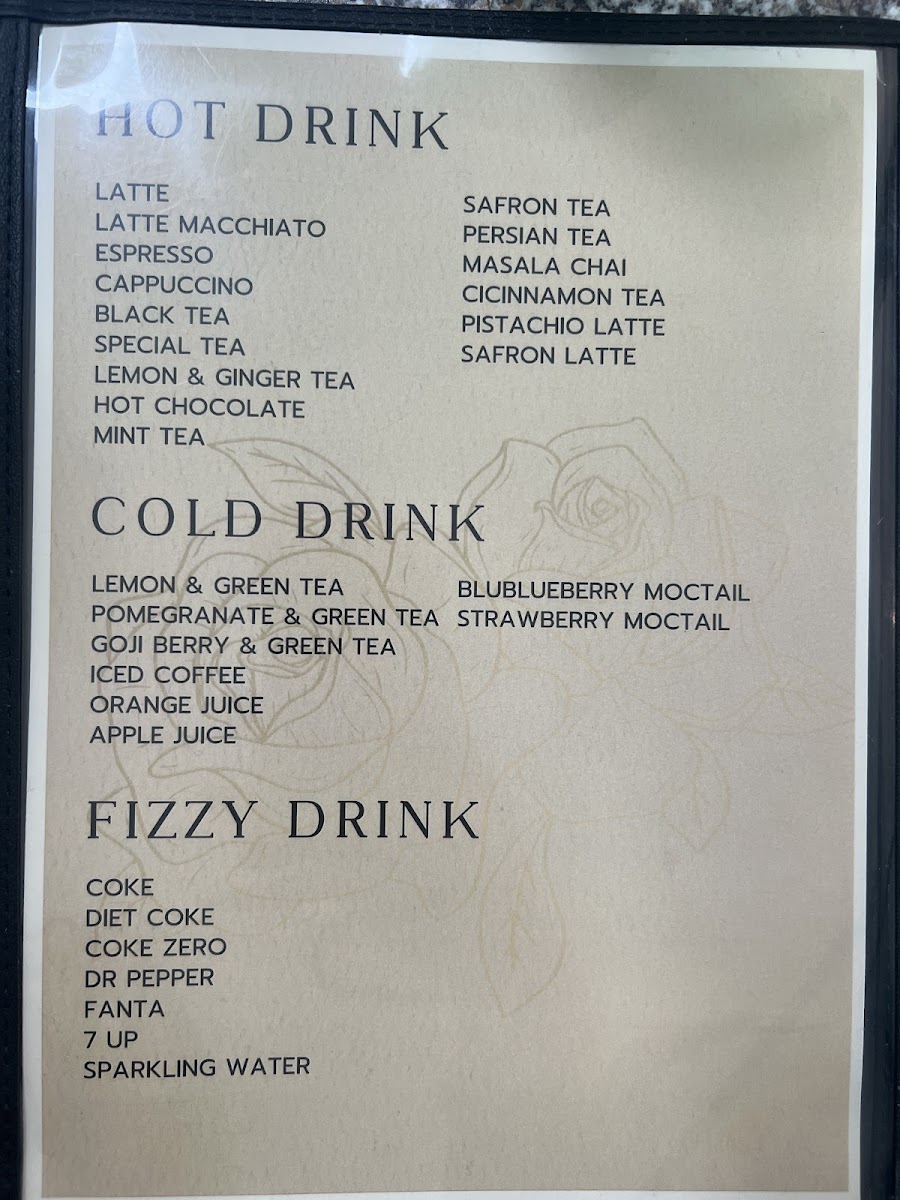 HOT DRINK
LATTE
LATTE MACCHIATO
ESPRESSO
CAPPUCCINO
BLACK TEA
SPECIAL TEA
LEMON & GINGER TEA
HOT CHOCOLATE
MINT TEA
SAFRON TEA
PERSIAN TEA
MASALA CHAI
CICINNAMON TEA
PISTACHIO LATTE
SAFRON LATTE
COLD DRINK
LEMON & GREEN TEA
POMEGRANATE & GREEN TEA
GOJI BERRY & GREEN TEA
ICED COFFEE
ORANGE JUICE
APPLE JUICE
BLUBLUEBERRY MOCTAIL
STRAWBERRY MOCTAIL
FIZZY DRINK
COKE
DIET COKE
COKE ZERO
DR PEPPER
FANTA
7 UP
SPARKLING WATER